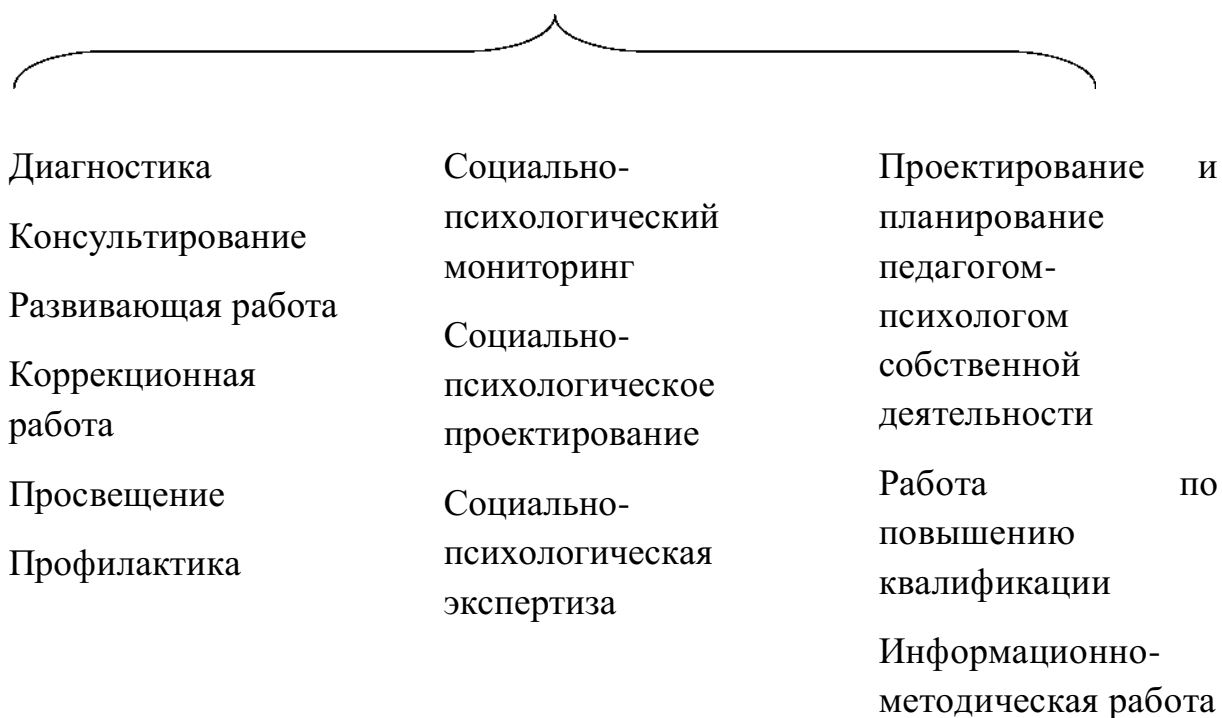 Диагностика
Консультирование
Развивающая работа
Коррекционная
работа
Просвещение
Профилактика
Социально-
психологический
мониторинг
Социально-
психологическое
проектирование
Социально-
психологическая
экспертиза
Проектирование и
планирование
педагогом-
психологом
собственной
деятельности
Работа по
повышению
квалификации
Информационно-
методическая работа